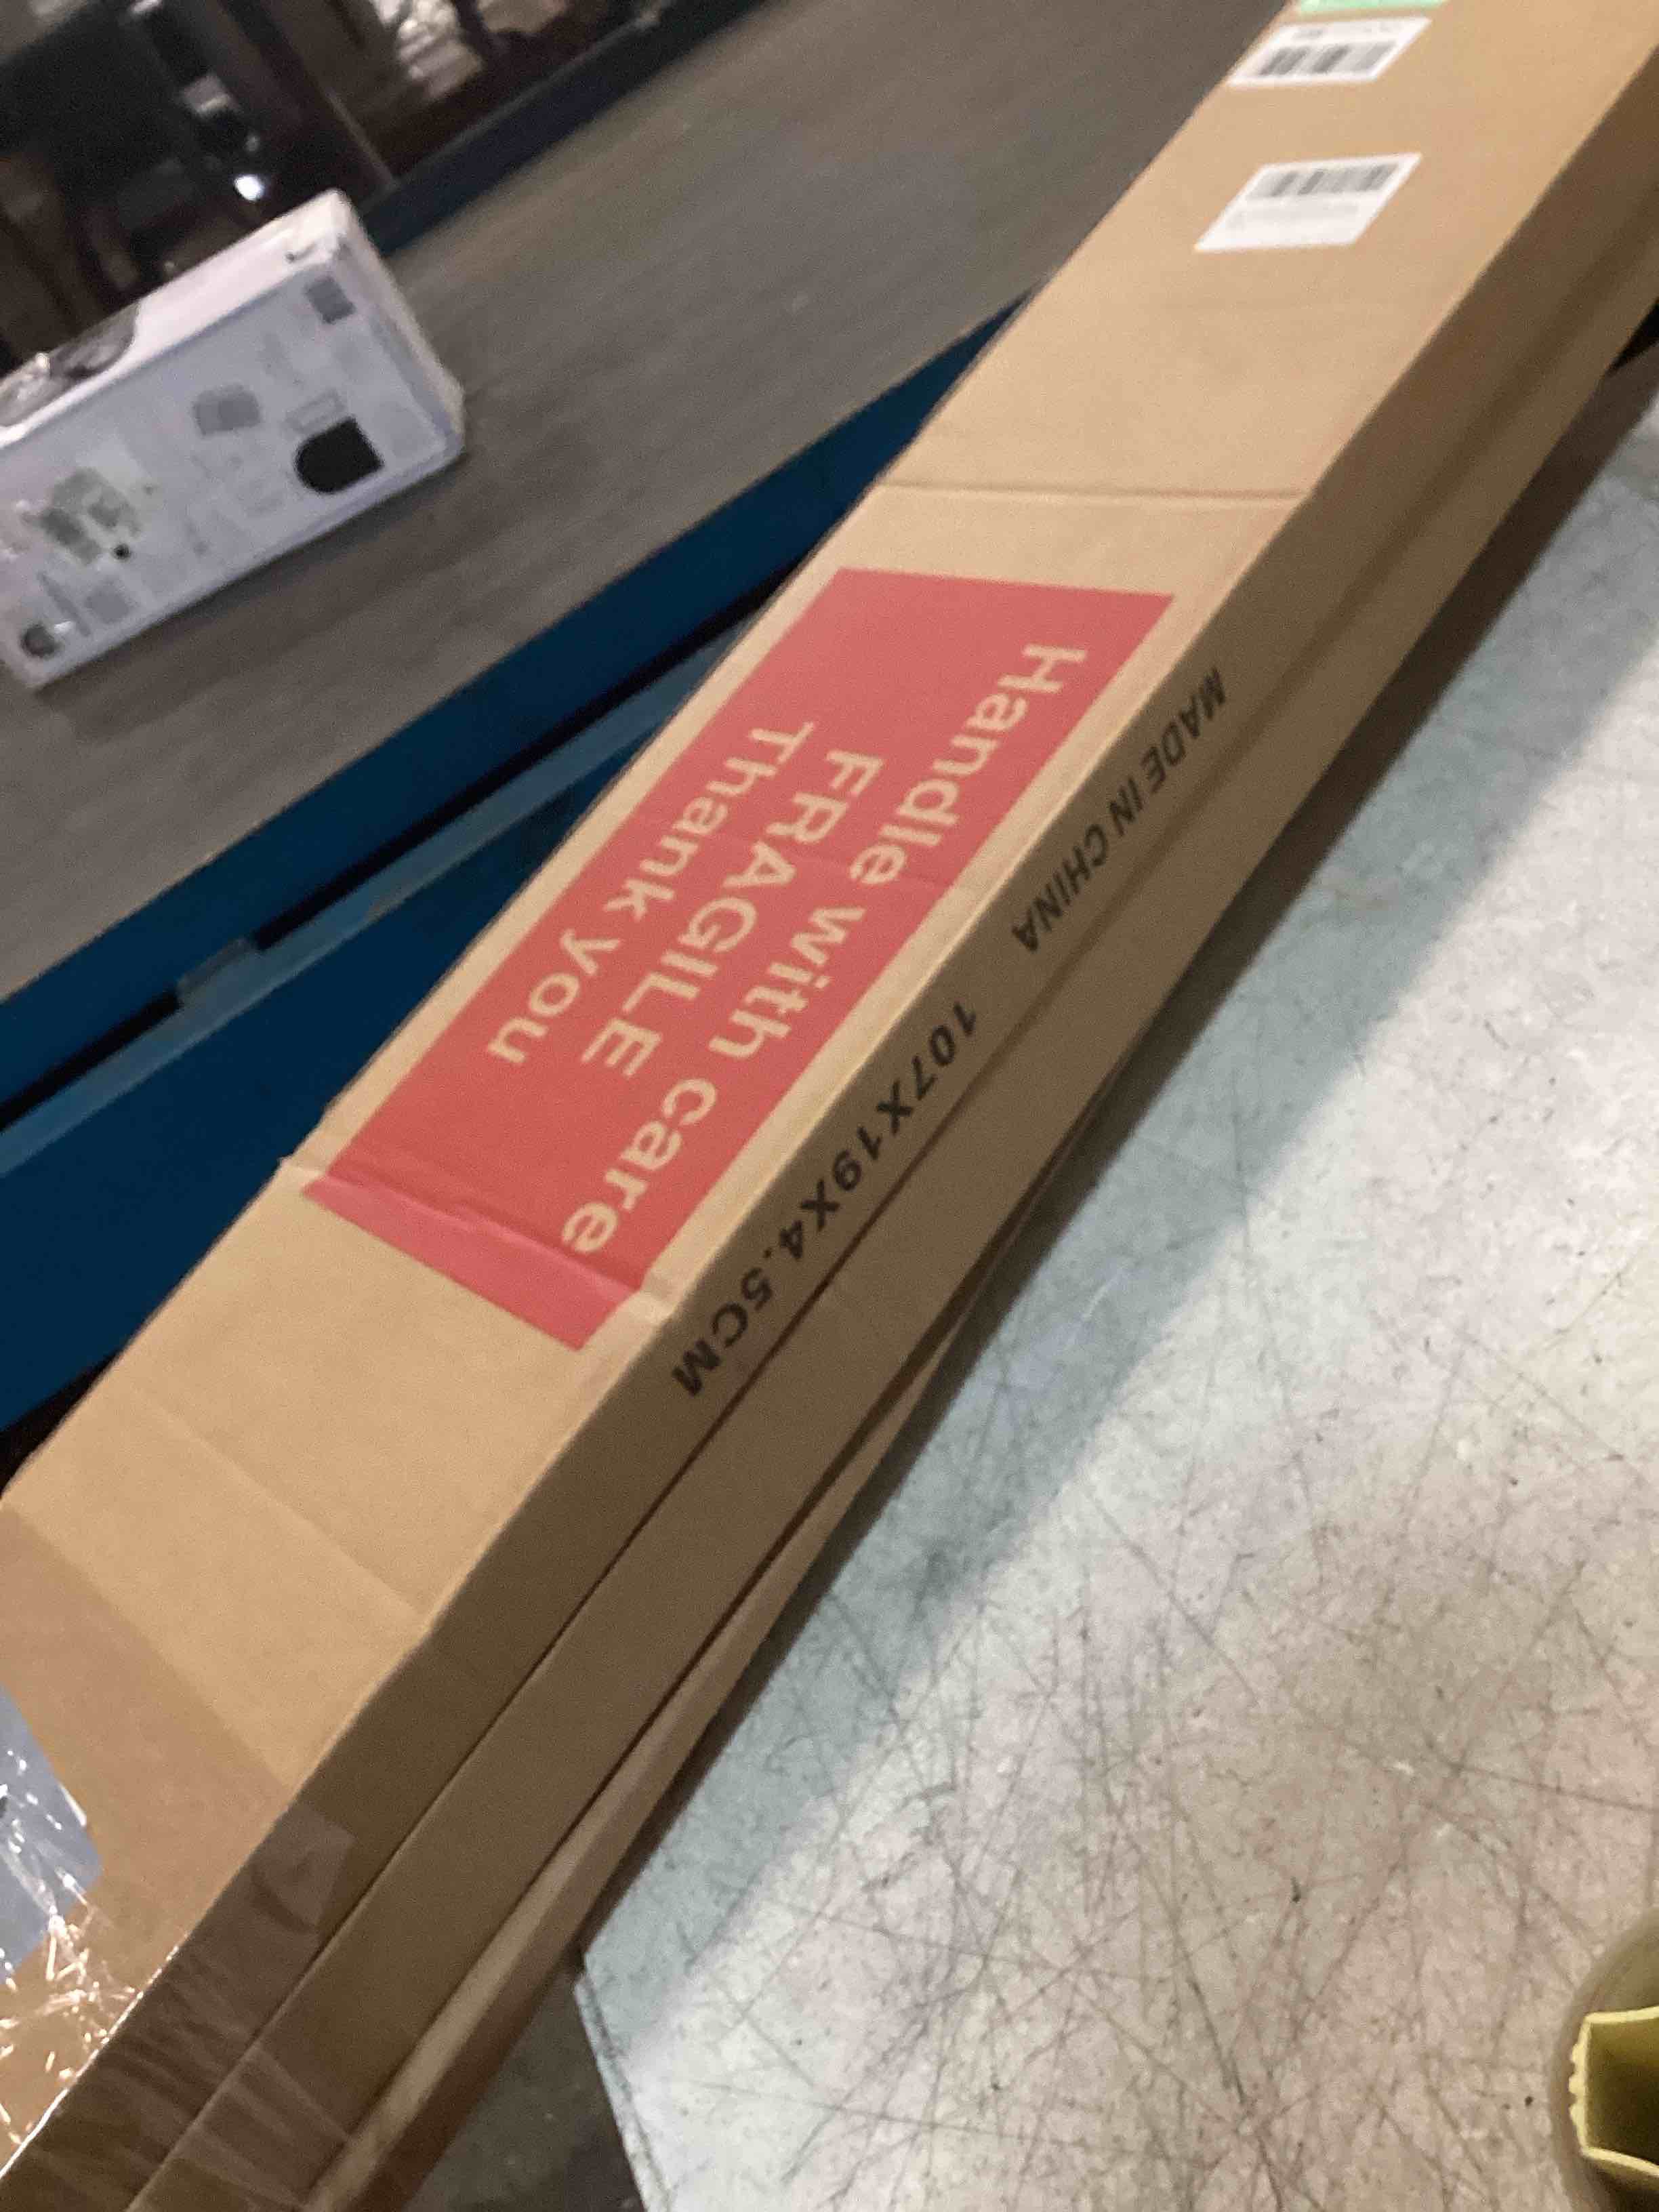 Handle with care
FRAGILE
Thank you
MADE IN CHINA
107X19X4.5CM